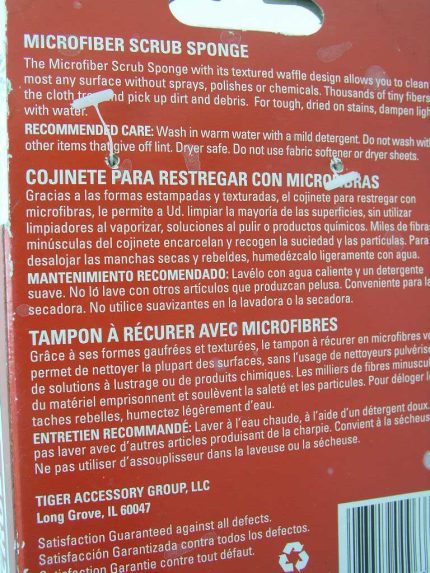 MICROFIBER SCRUB SPONGE
The Microfiber Scrub Sponge with its textured waffle design allows you to clean
most any surface without sprays, polishes or chemicals. Thousands of tiny fibers
the cloth and pick up dirt and debris. For tough, dried on stains, dampen
with water.
RECOMMENDED CARE: Wash in warm water with a mild detergent. Do not wash
other items that give off lint. Dryer safe. Do not use fabric softener or dryer sheets.
COJINETE PARA RESTREGAR CON MICROFIBRAS
Gracias a las formas estampadas y texturadas, el cojinete para restregar con
microfibras, le permite a Ud. limpiar la mayoría de las superficies, sin utilizar
limpiadores al vaporizar, soluciones al pulir o productos químicos. Miles de fibras
minúsculas del cojinete encarcelan y recogen la suciedad y las partículas. Para
desalojar las manchas secas y rebeldes, humedézcalo ligeramente con agua.
MANTENIMIENTO RECOMENDADO: Lavélo con agua caliente y un detergente
suave. No ló lave con otros artículos que produzcan pelusa. Conveniente para la
secadora. No utilice suavizantes en la lavadora o la secadora.
TAMPON À RÉCURER AVEC MICROFIBRES
Grâce à ses formes gaufrées et texturées, le tampon à récurer en microfibres
permet de nettoyer la plupart des surfaces, sans l'usage de nettoyeurs
de solutions à lustrage ou de produits chimiques. Les milliers de fibres
du matériel emprisonnent et soulèvent la saleté et les particules. Pour déloger
taches rebelles, humectez légèrement d'eau.
ENTRETIEN RECOMMANDÉ: Laver à l'eau chaude, à l'aide d'un détergent doux.
pas laver avec d'autres articles produisant de la charpie. Convient à la
Ne pas utiliser d'assouplisseur dans la laveuse ou la sécheuse.
TIGER ACCESSORY GROUP, LLC
Long Grove, IL 60047
Satisfaction Guaranteed against all defects.
Satisfacción Garantizada contra todos los defectos.
Satisfaction Garantie contre tout défaut.